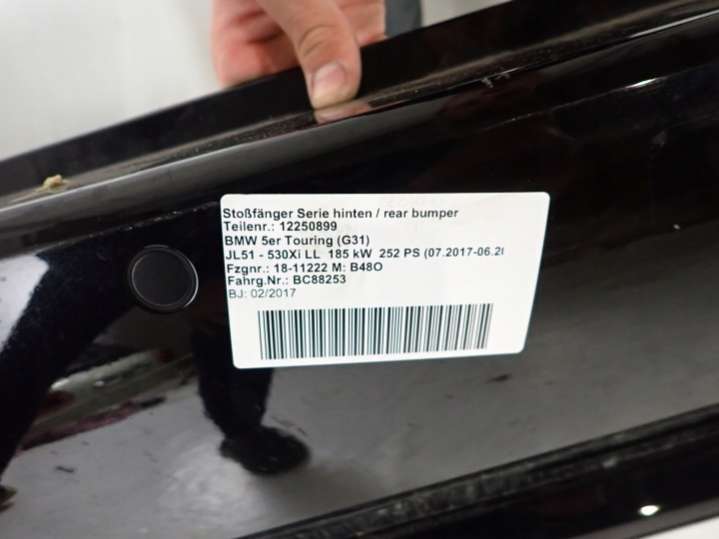 Stoßfänger Serie hinten / rear bumper
Teilenr.: 12250899
BMW 5er Touring (G31)
JL51 - 530Xi LL 185 kW 252 PS (07.2017-06.20
Fzgnr.: 18-11222 M: B48O
Fahrg.Nr.: BC88253
BJ: 02/2017